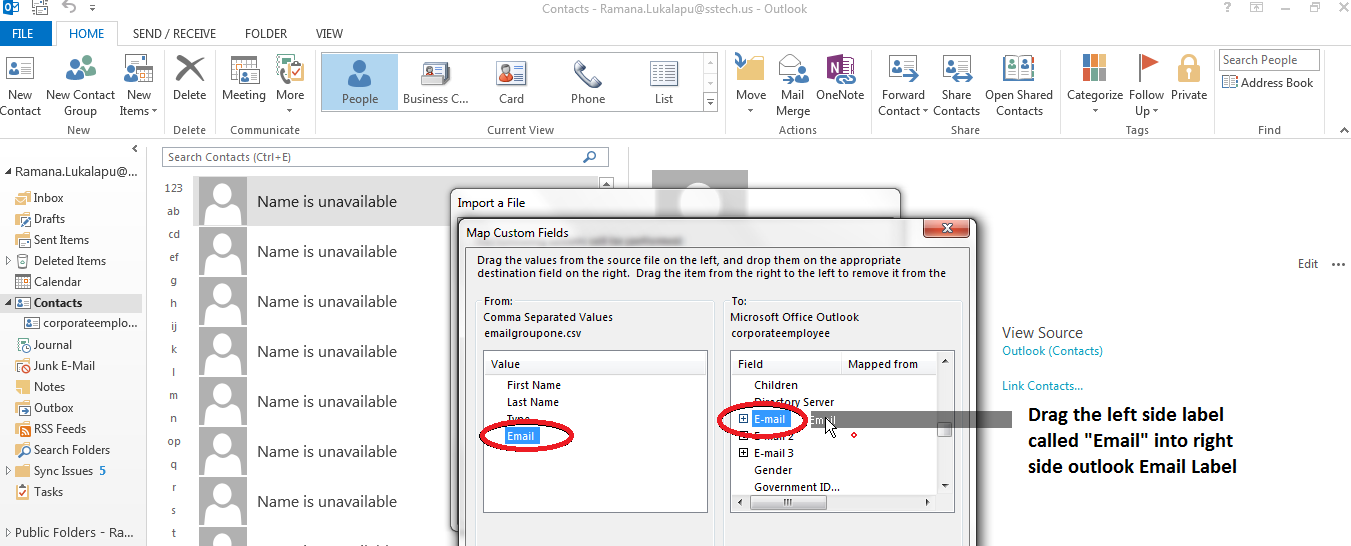 Contacts - Ramana.Lukalapu@sstech.us - Outlook
FILE HOME SEND / RECEIVE FOLDER VIEW
New Contact
New Contact Group
New Items
Delete
Meeting
More
People
Business C...
Card
Phone
List
Move
Mail Merge
OneNote
Forward Contact
Share Contacts
Open Shared Contacts
Categorize
Follow Up
Private
Search People
Address Book
New
Delete
Communicate
Current View
Actions
Share
Tags
Find
Ramana.Lukalapu@...
Inbox
Drafts
Sent Items
Deleted Items
Calendar
Contacts
corporateemplo...
Journal
Junk E-Mail
Notes
Outbox
RSS Feeds
Search Folders
Sync Issues 5
Tasks
Public Folders - Ra...
Search Contacts (Ctrl+E)
123
ab
cd
ef
g
h
ij
k
l
m
n
op
q
r
s
t
Name is unavailable
Name is unavailable
Name is unavailable
Name is unavailable
Name is unavailable
Name is unavailable
Name is unavailable
Import a File
Map Custom Fields
Drag the values from the source file on the left, and drop them on the appropriate
destination field on the right. Drag the item from the right to the left to remove it from the
From:
Comma Separated Values
emailgroupone.csv
Value
First Name
Last Name
Type
Email
To:
Microsoft Office Outlook
corporateemployee
Field Mapped from
Children
Directory Server
E-mail
Email
E-mail 2
E-mail 3
Gender
Government ID...
Edit
View Source
Outlook (Contacts)
Link Contacts...
Drag the left side label
called "Email" into right
side outlook Email Label